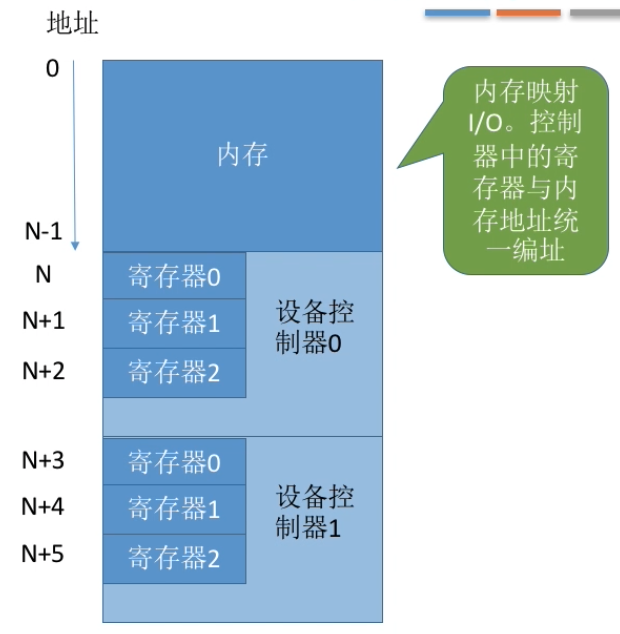 地址
0
内存
内存映射
I/O。控制
器中的寄
存器与内
存地址统
一编址
N-1
N
寄存器0
N+1
寄存器1
设备控
制器0
N+2
寄存器2
N+3
寄存器0
N+4
寄存器1
设备控
制器1
N+5
寄存器2